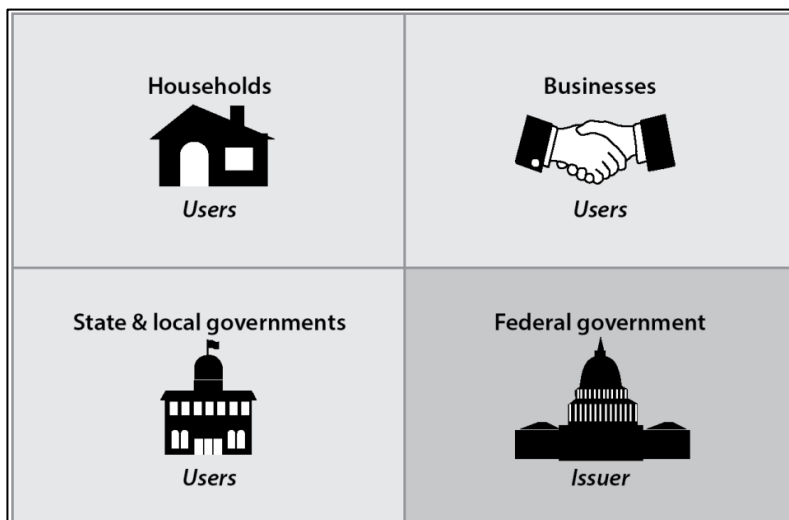 Households
Users
Businesses
Users
State & local governments
Users
Federal government
Issuer